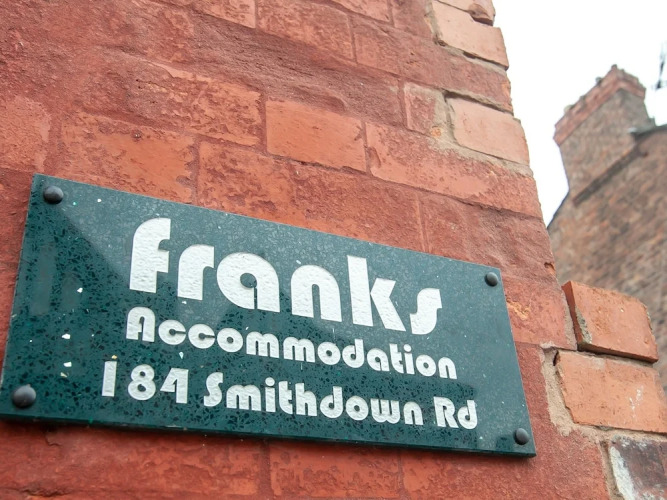 franks
Accommodation
184 Smithdown Rd